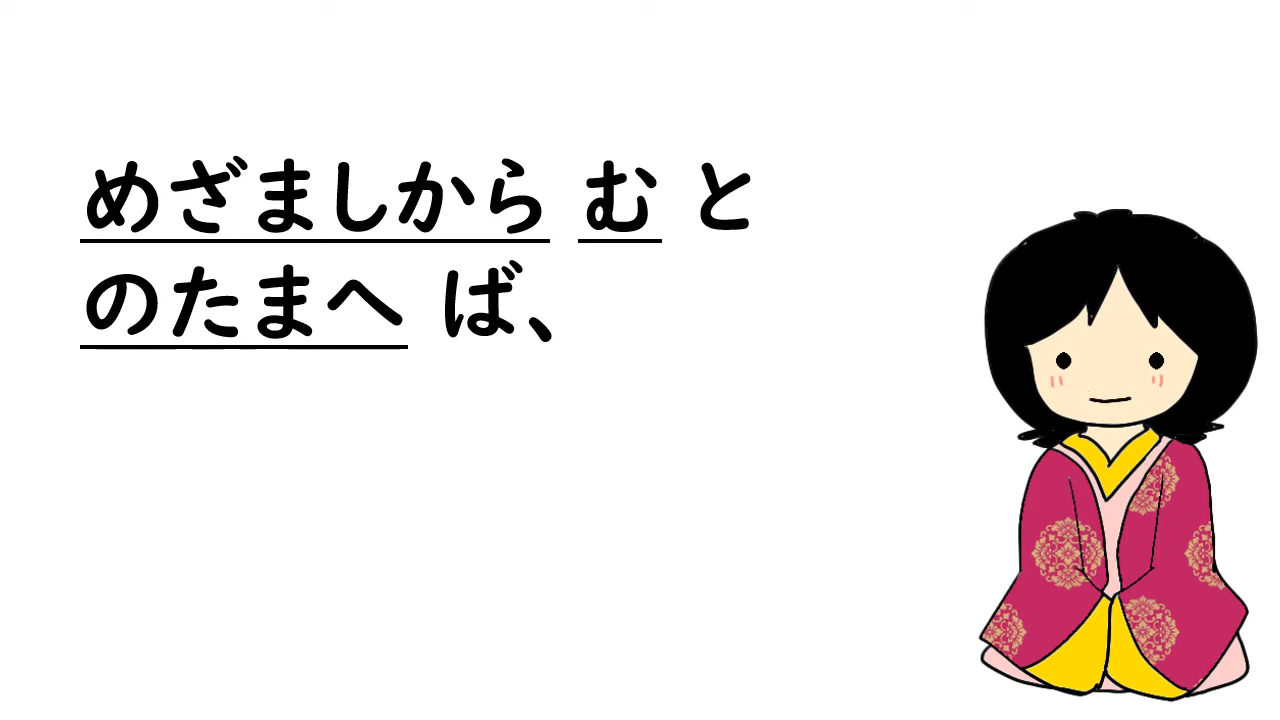 めざましから む と
のたまへ ば、